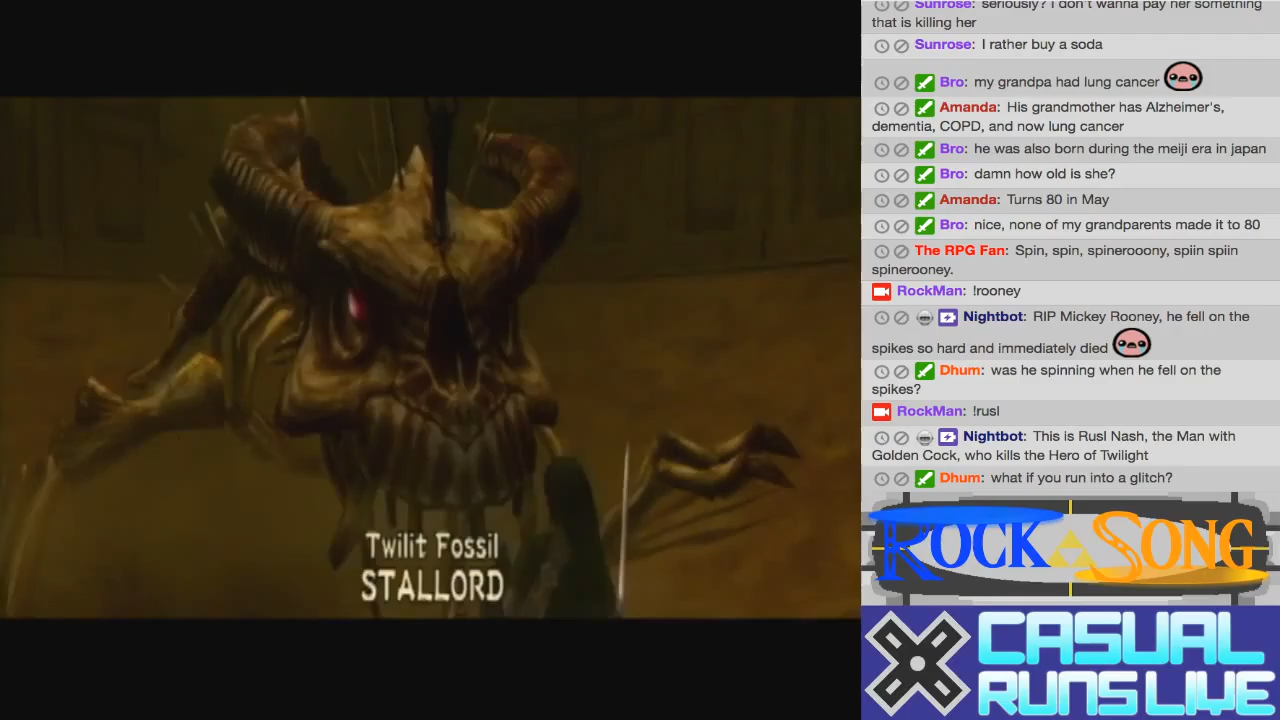 Twilit Fossil
STALLORD
Sunrose: seriously? I don't wanna pay her something
that is killing her
Sunrose: I rather buy a soda
Bro: my grandpa had lung cancer
Amanda: His grandmother has Alzheimer's,
dementia, COPD, and now lung cancer
Bro: he was also born during the meiji era in japan
Bro: damn how old is she?
Amanda: Turns 80 in May
Bro: nice, none of my grandparents made it to 80
The RPG Fan: Spin, spin, spinerooony, spiin spiin
spinerooney.
RockMan: !rooney
Nightbot: RIP Mickey Rooney, he fell on the
spikes so hard and immediately died
Dhum: was he spinning when he fell on the
spikes?
RockMan: !rusl
Nightbot: This is Rusl Nash, the Man with
Golden Cock, who kills the Hero of Twilight
Dhum: what if you run into a glitch?
ROCK SONG
CASUAL
RUNS LIVE